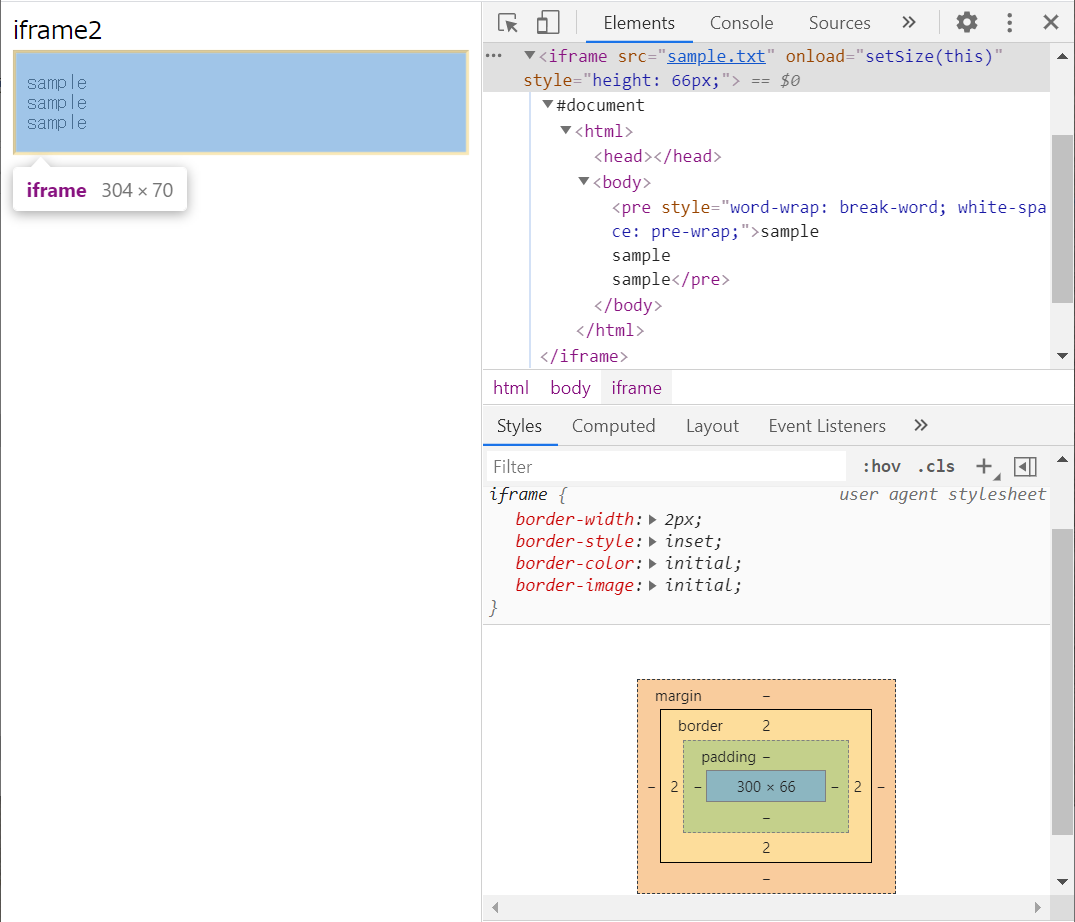 iframe2
sample
sample
sample
iframe 304 × 70
Elements Console Sources »
<iframe src="sample.txt" onload="setSize(this)"
style="height: 66px;"> == $0
#document
<html>
<head></head>
<body>
<pre style="word-wrap: break-word; white-spa
ce: pre-wrap;">sample
sample
sample</pre>
</body>
</html>
</iframe>
html body iframe
Styles Computed Layout Event Listeners »
Filter :hov .cls +
iframe { user agent stylesheet
border-width: 2px;
border-style: inset;
border-color: initial;
border-image: initial;
}
margin –
border 2
padding –
– 2 – 300 × 66 – 2 –
–
2
–